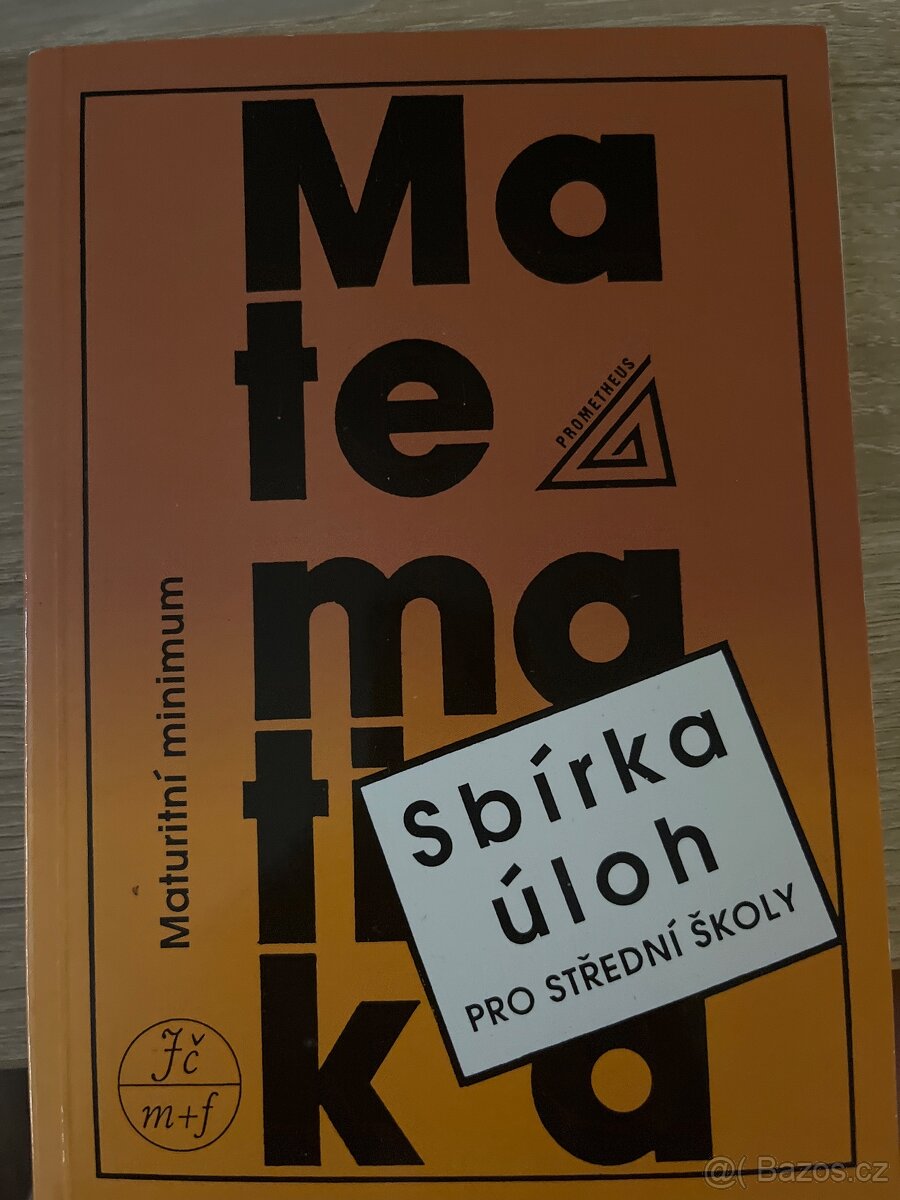 Ma
te
PROMETHEUS
ma
ti
ka
Maturitní minimum
Sbírka
úloh
PRO STŘEDNÍ ŠKOLY
Jč
m+f
@( Bazos.cz